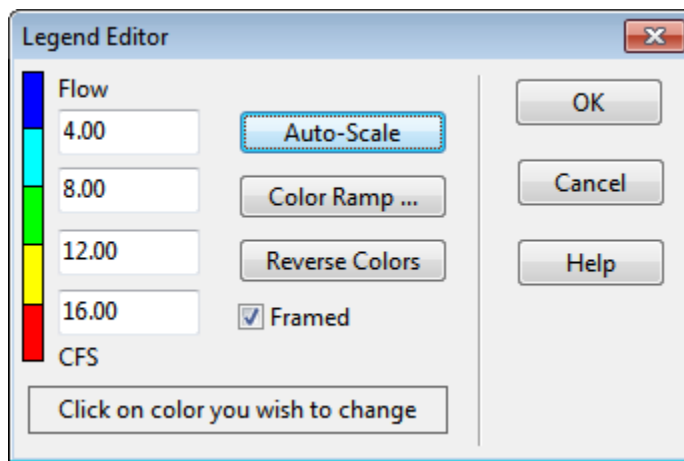 Legend Editor
Flow
4.00
8.00
12.00
16.00
CFS
Auto-Scale
Color Ramp ...
Reverse Colors
Framed
Click on color you wish to change
OK
Cancel
Help